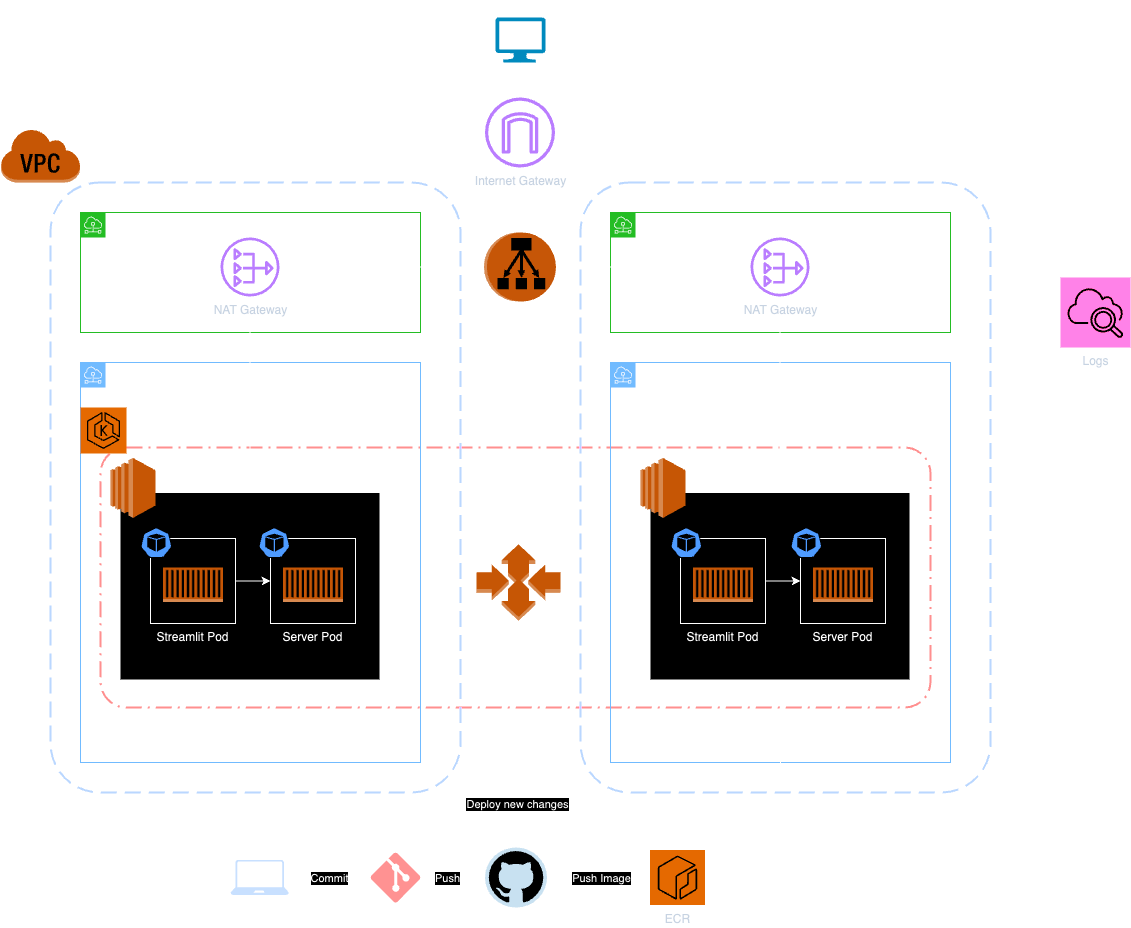 Internet Gateway
VPC
NAT Gateway
NAT Gateway
Logs
K
Streamlit Pod
Server Pod
Streamlit Pod
Server Pod
Deploy new changes
Commit
Push
Push Image
ECR